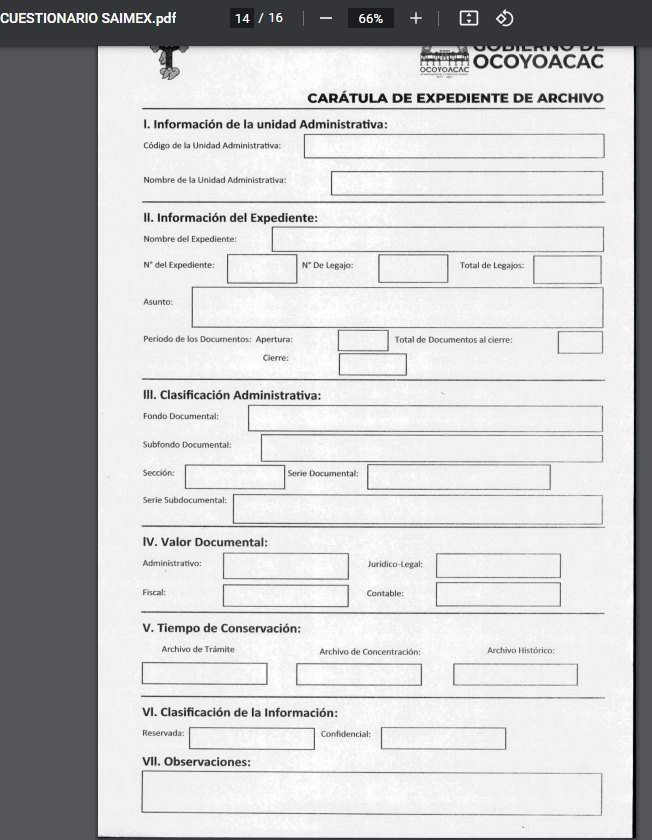 CUESTIONARIO SAIMEX.pdf
14 / 16
66%
GOBIERNO DE
OCOYOACAC
OCOYOACAC
CARÁTULA DE EXPEDIENTE DE ARCHIVO
I. Información de la unidad Administrativa:
Código de la Unidad Administrativa:
Nombre de la Unidad Administrativa:
II. Información del Expediente:
Nombre del Expediente:
N° del Expediente: N° De Legajo: Total de Legajos:
Asunto:
Periodo de los Documentos: Apertura: Total de Documentos al cierre:
Cierre:
III. Clasificación Administrativa:
Fondo Documental:
Subfondo Documental:
Sección: Serie Documental:
Serie Subdocumental:
IV. Valor Documental:
Administrativo: Jurídico-Legal:
Fiscal: Contable:
V. Tiempo de Conservación:
Archivo de Trámite Archivo de Concentración: Archivo Histórico:
VI. Clasificación de la Información:
Reservada: Confidencial:
VII. Observaciones: